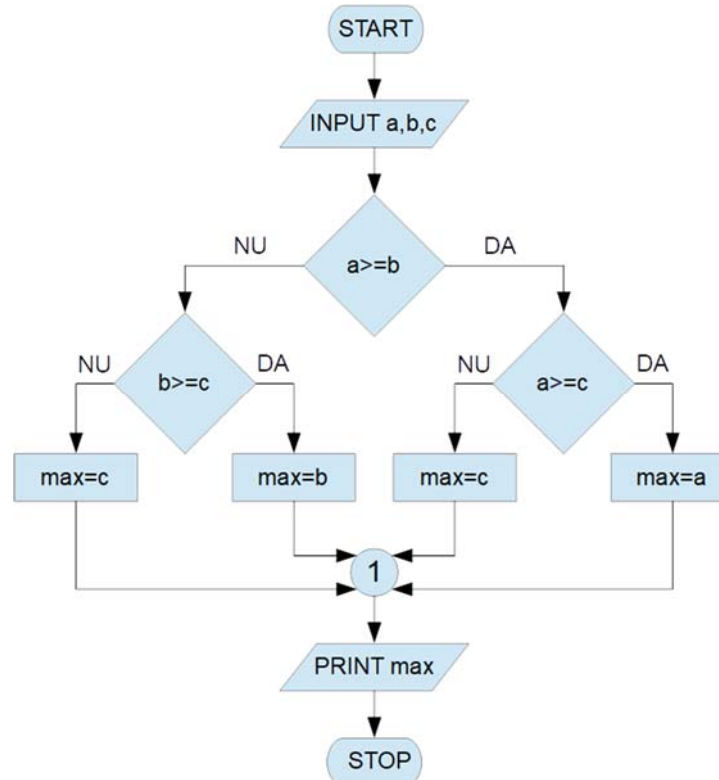 START
INPUT a,b,c
NU
a>=b
DA
NU
b>=c
DA
NU
a>=c
DA
max=c
max=b
max=c
max=a
1
PRINT max
STOP